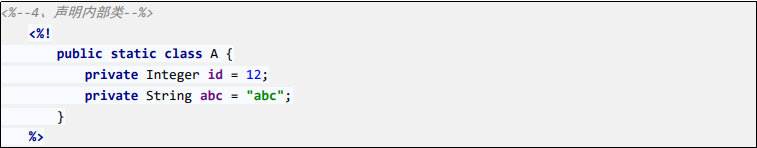 <%--4、声明内部类--%>
<%!
public static class A {
private Integer id = 12;
private String abc = "abc";
}
%>